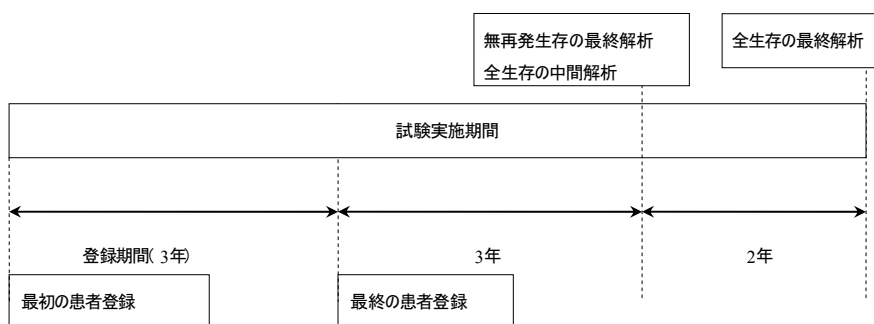 無再発生存の最終解析
全生存の中間解析
全生存の最終解析
試験実施期間
登録期間( 3年)
3年
2年
最初の患者登録
最終の患者登録